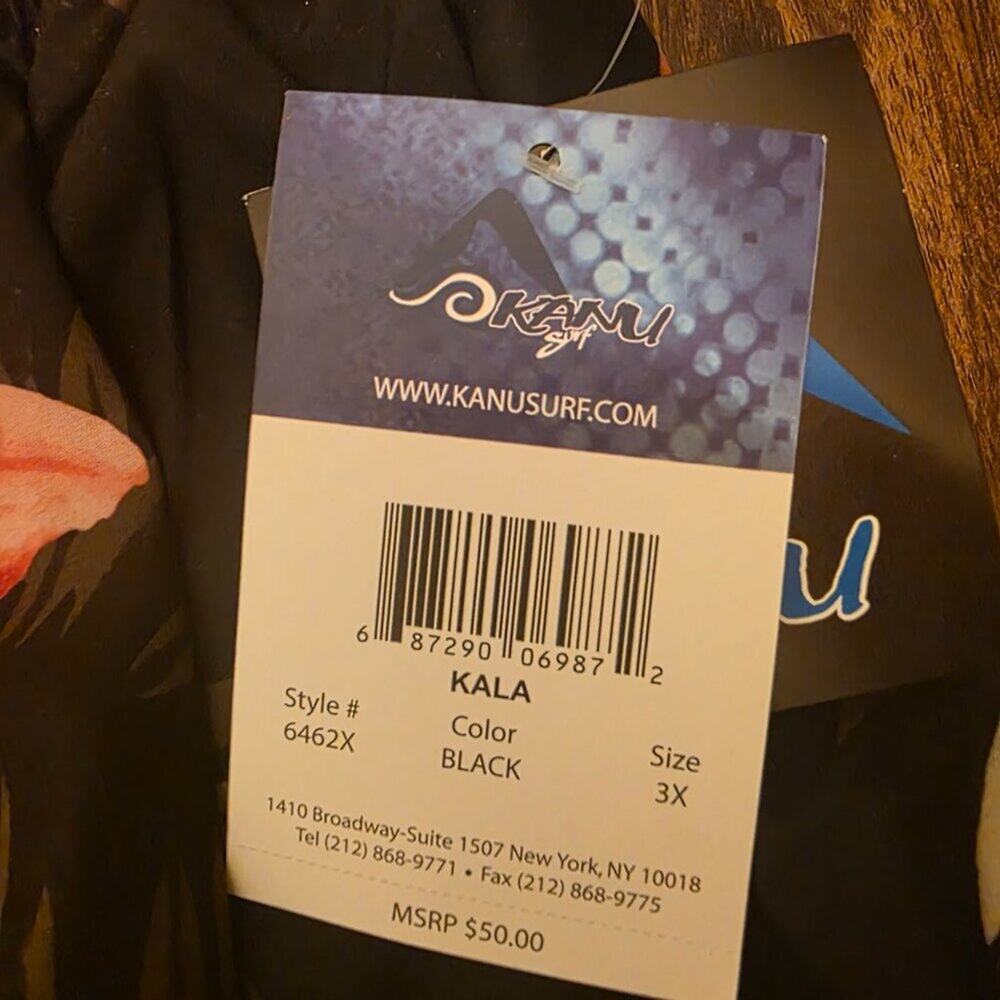 KANU
Surf
WWW.KANUSURF.COM
U
6 87290 06987 2
KALA
Style #
6462X
Color
BLACK
Size
3X
1410 Broadway-Suite 1507 New York, NY 10018
Tel (212) 868-9771 • Fax (212) 868-9775
MSRP $50.00